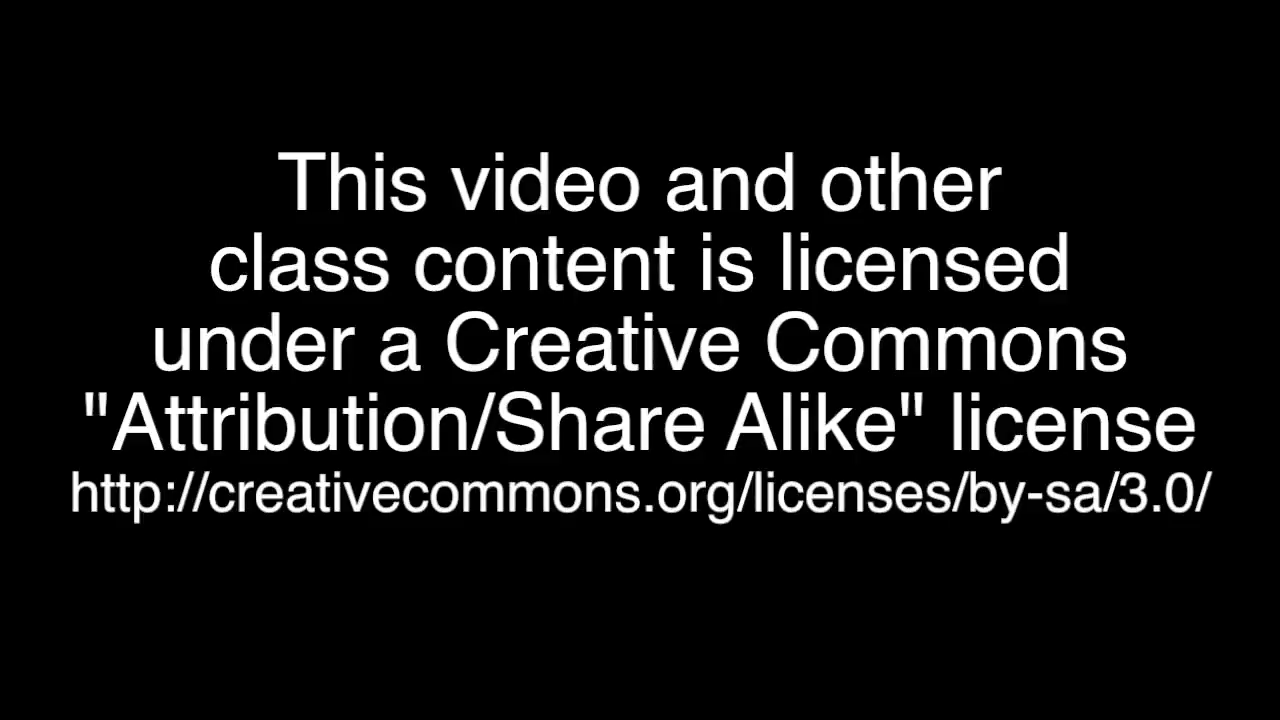 This video and other
class content is licensed
under a Creative Commons
"Attribution/Share Alike" license
http://creativecommons.org/licenses/by-sa/3.0/